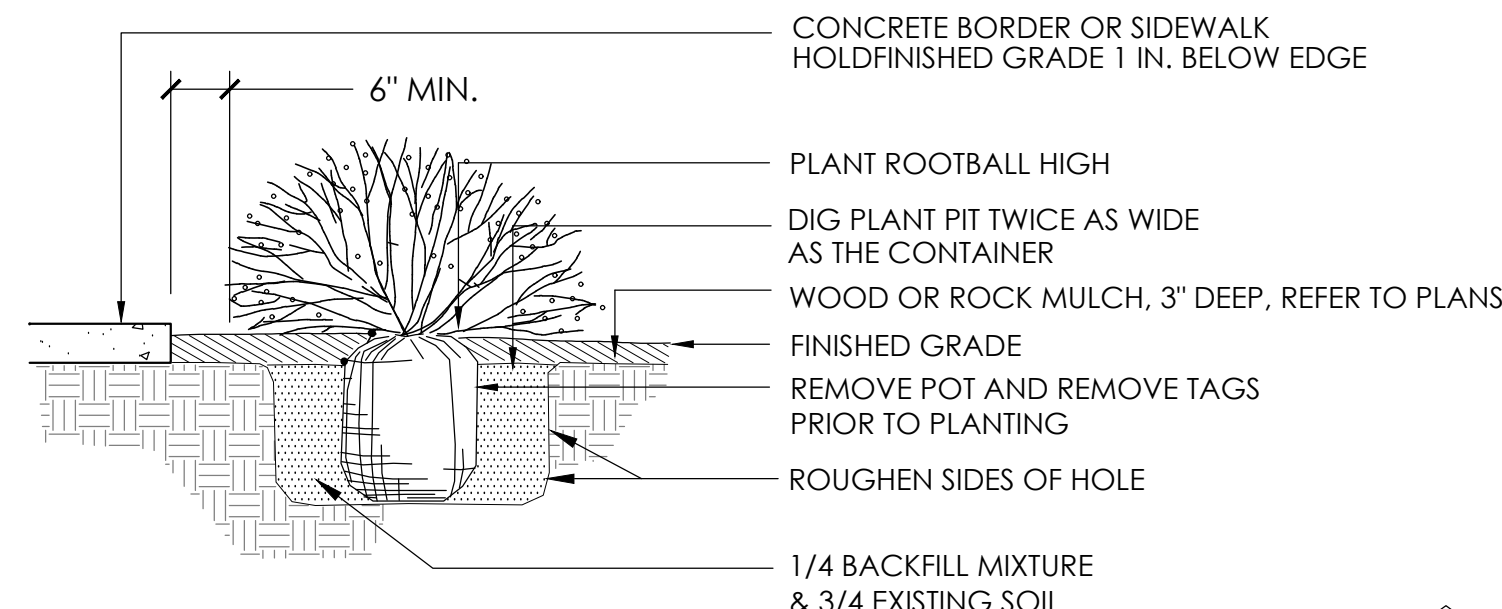 CONCRETE BORDER OR SIDEWALK
HOLDFINISHED GRADE 1 IN. BELOW EDGE
6" MIN.
PLANT ROOTBALL HIGH
DIG PLANT PIT TWICE AS WIDE
AS THE CONTAINER
WOOD OR ROCK MULCH, 3" DEEP, REFER TO PLANS
FINISHED GRADE
REMOVE POT AND REMOVE TAGS
PRIOR TO PLANTING
ROUGHEN SIDES OF HOLE
1/4 BACKFILL MIXTURE
& 3/4 EXISTING SOIL